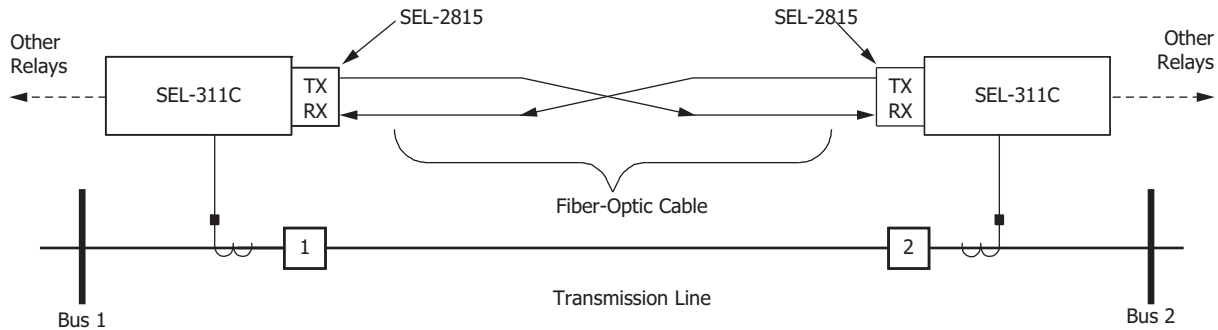 SEL-2815
SEL-2815
Other
Relays
Other
Relays
SEL-311C
TX
RX
TX
RX
SEL-311C
Fiber-Optic Cable
1
2
Transmission Line
Bus 1
Bus 2